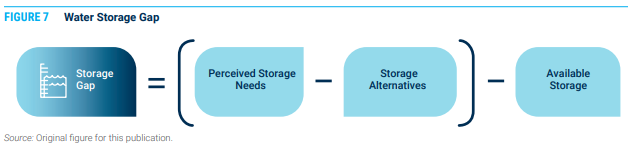 FIGURE 7 Water Storage Gap
Storage
Gap
=
(
Perceived Storage
Needs
–
Storage
Alternatives
)
–
Available
Storage
Source: Original figure for this publication.